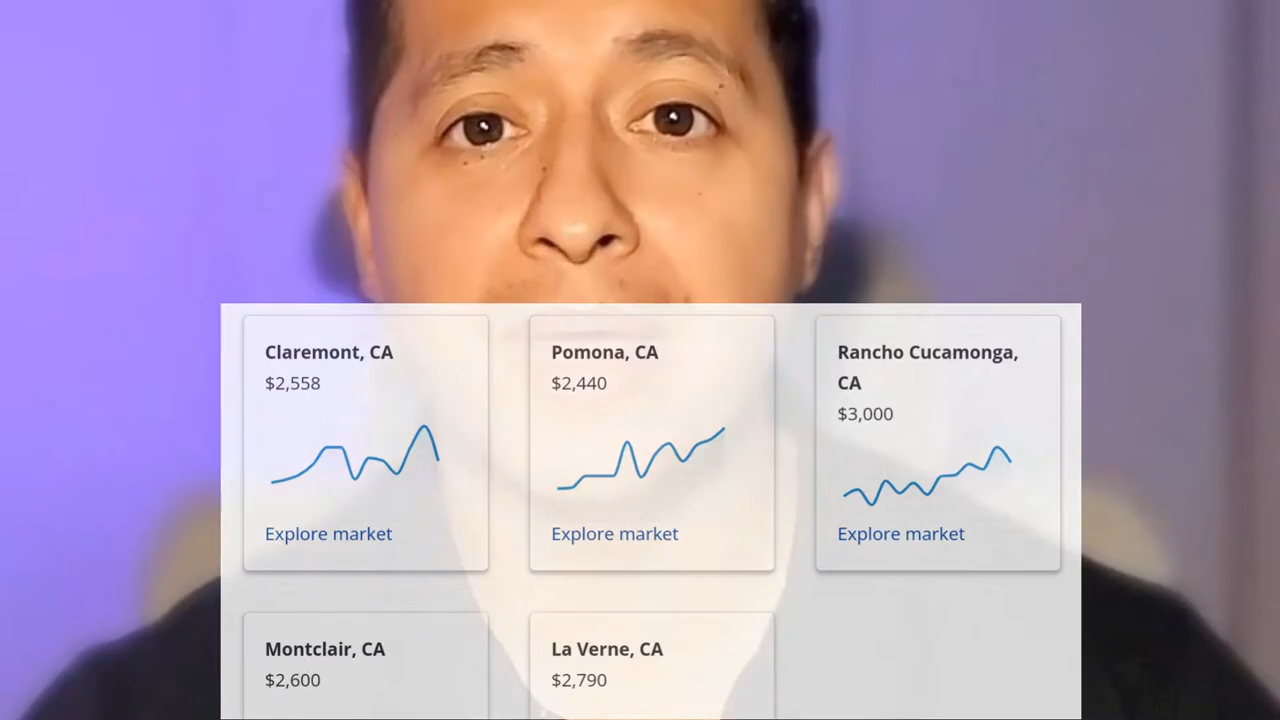 Claremont, CA
$2,558
Explore market
Pomona, CA
$2,440
Explore market
Rancho Cucamonga,
CA
$3,000
Explore market
Montclair, CA
$2,600
La Verne, CA
$2,790